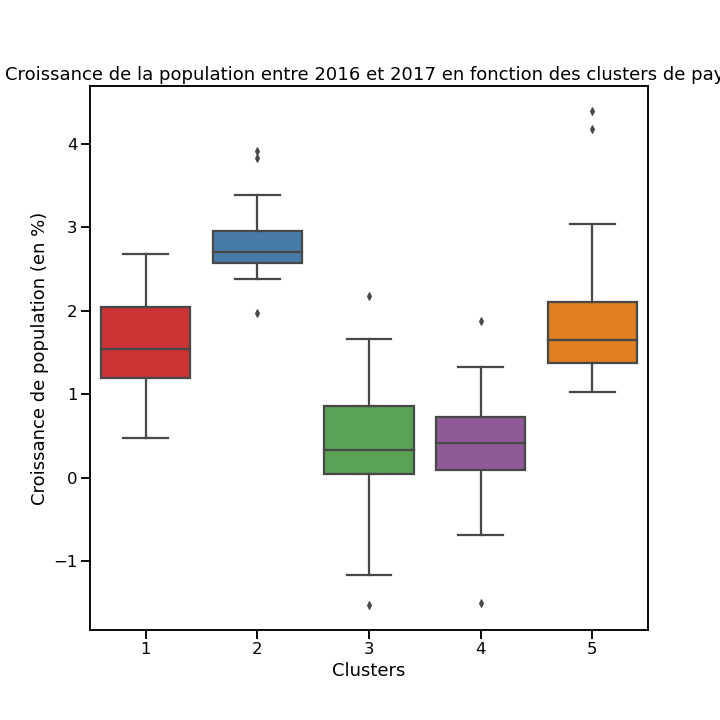 Croissance de la population entre 2016 et 2017 en fonction des clusters de pay
Croissance de population (en %)
4
3
2
1
0
−1
1 2 3 4 5
Clusters